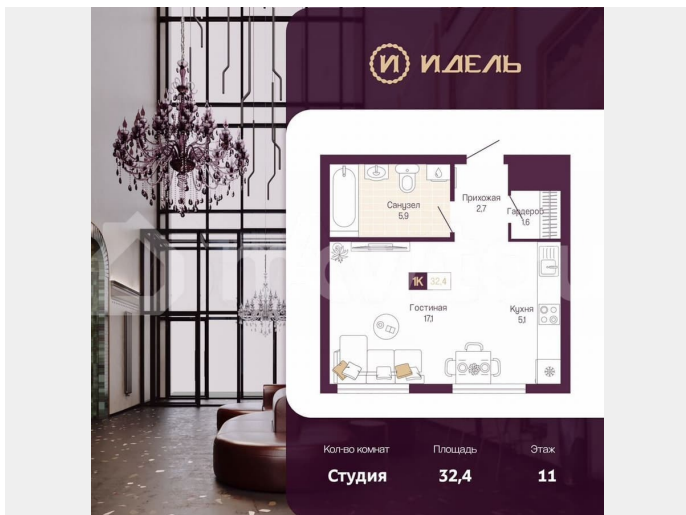 И ИДЕЛЬ
Санузел
5,9
Прихожая
2,7
Гардероб
1,6
1К 32,4
Гостиная
17,1
Кухня
5,1
Кол-во комнат Площадь Этаж
Студия 32,4 11